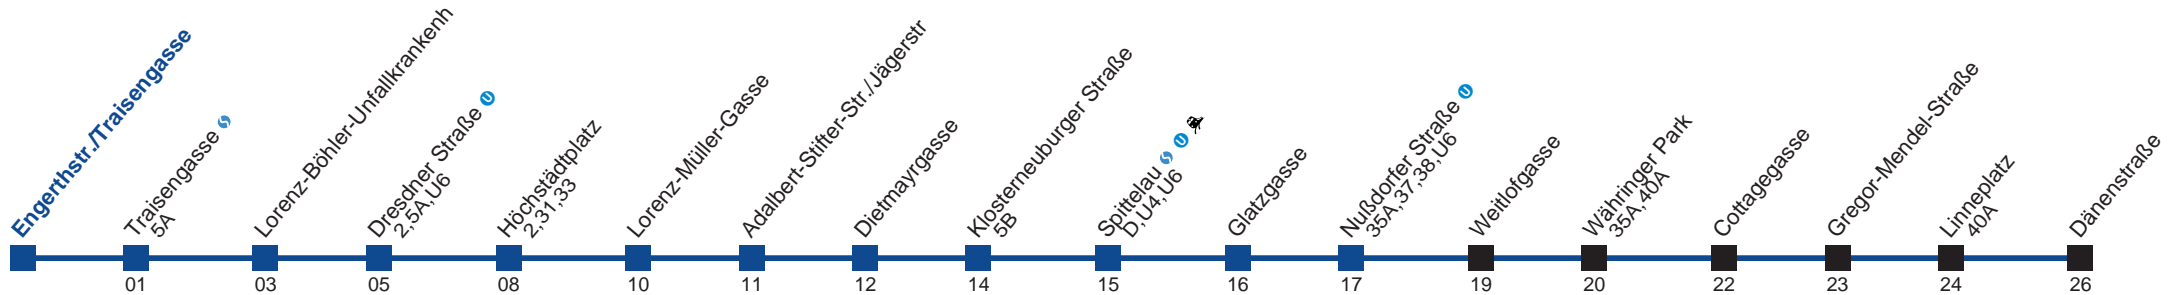 Engerthstr./Traisengasse
Traisengasse
5A
01
Lorenz-Böhler-Unfallkrankenh
03
Dresdner Straße U
2,5A,U6
05
Höchstädtplatz
2,31,33
08
Lorenz-Müller-Gasse
10
Adalbert-Stifter-Str./Jägerstr
11
Dietmayrgasse
12
Klosterneuburger Straße
5B
14
Spittelau S U
D,U4,U6
15
Glatzgasse
16
Nußdorfer Straße U
35A,37,38,U6
17
Weitlofgasse
19
Währinger Park
35A,40A
20
Cottagegasse
22
Gregor-Mendel-Straße
23
Linneplatz
40A
24
Dänenstraße
26